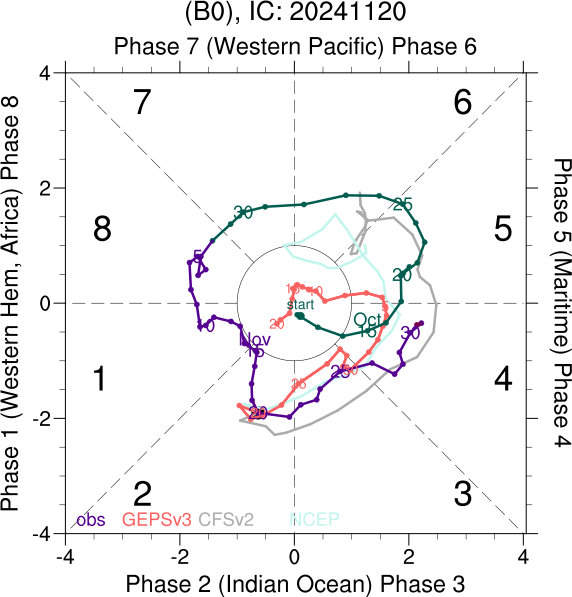 (B0), IC: 20241120
Phase 7 (Western Pacific) Phase 6
4
7
6
Phase 1 (Western Hem, Africa) Phase 8
Phase 5 (Maritime) Phase 4
2
30
25
8
5
5
20
start
Oct
15
0
20
30
Nov
15
25
25
30
1
4
20
-2
2
3
obs
GEPSv3
CFSv2
NCEP
-4
-4
-2
0
2
4
Phase 2 (Indian Ocean) Phase 3